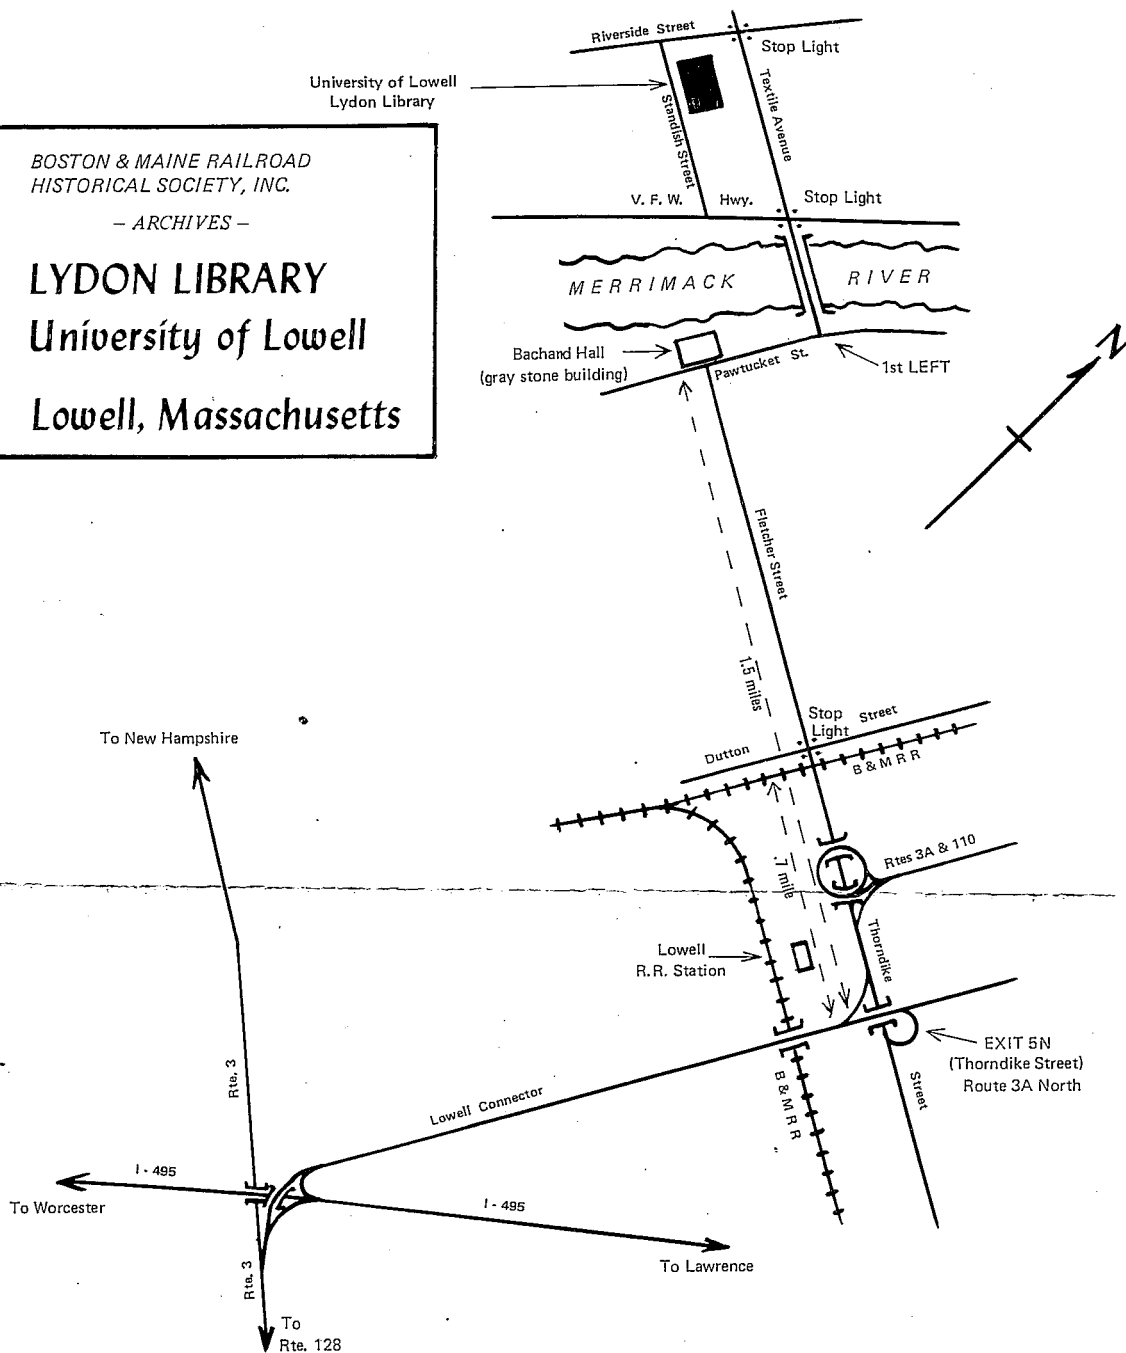 Riverside Street
Stop Light
University of Lowell
Lydon Library
Textile Avenue
Standish Street
BOSTON & MAINE RAILROAD
HISTORICAL SOCIETY, INC.
– ARCHIVES –
LYDON LIBRARY
University of Lowell
Lowell, Massachusetts
V. F. W. Hwy.
Stop Light
MERRIMACK RIVER
Bachand Hall
(gray stone building)
Pawtucket St.
1st LEFT
N
Fletcher Street
1.5 miles
Stop
Light
Dutton Street
B & M R R
To New Hampshire
.7 mile
Rtes 3A & 110
Thorndike
Lowell
R.R. Station
EXIT 5N
(Thorndike Street)
Route 3A North
Street
Rte. 3
Lowell Connector
B & M R R
I - 495
To Worcester
I - 495
To Lawrence
Rte. 3
To
Rte. 128